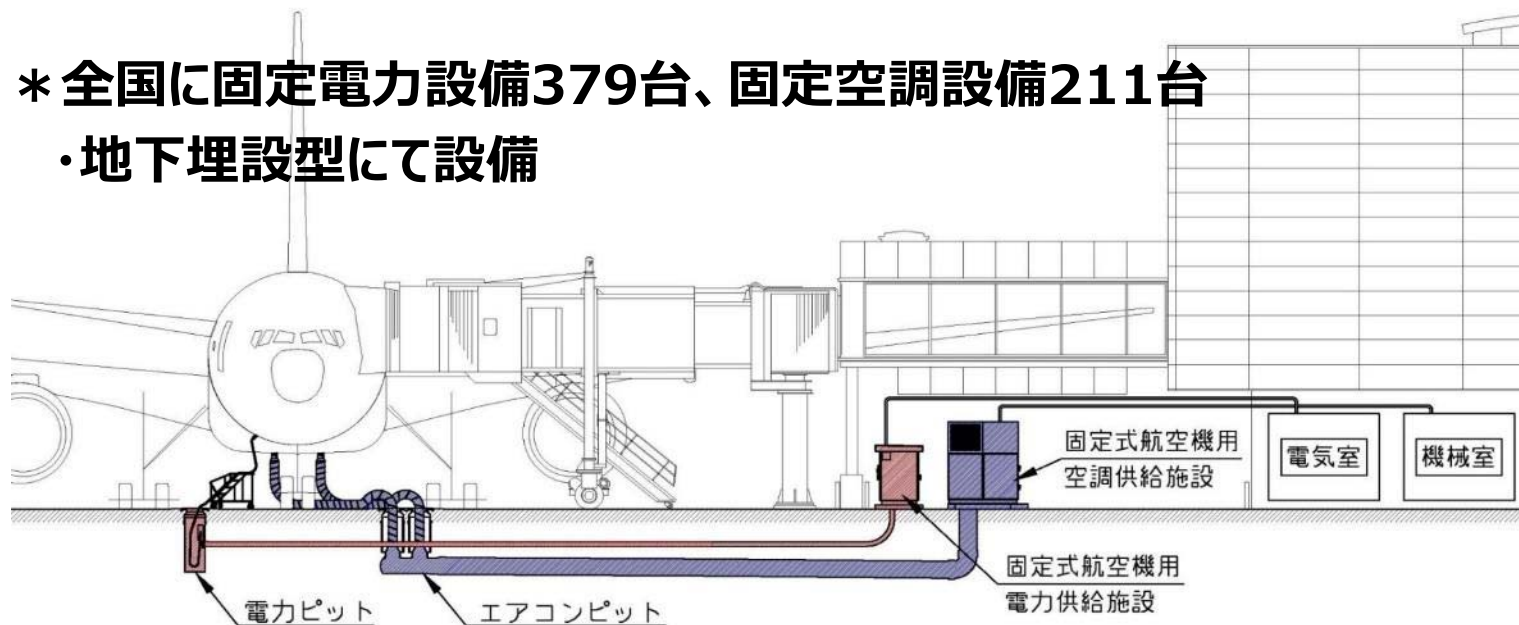 ＊全国に固定電力設備379台、固定空調設備211台
・地下埋設型にて設備
固定式航空機用
空調供給施設
電気室
機械室
固定式航空機用
電力供給施設
電力ピット
エアコンピット